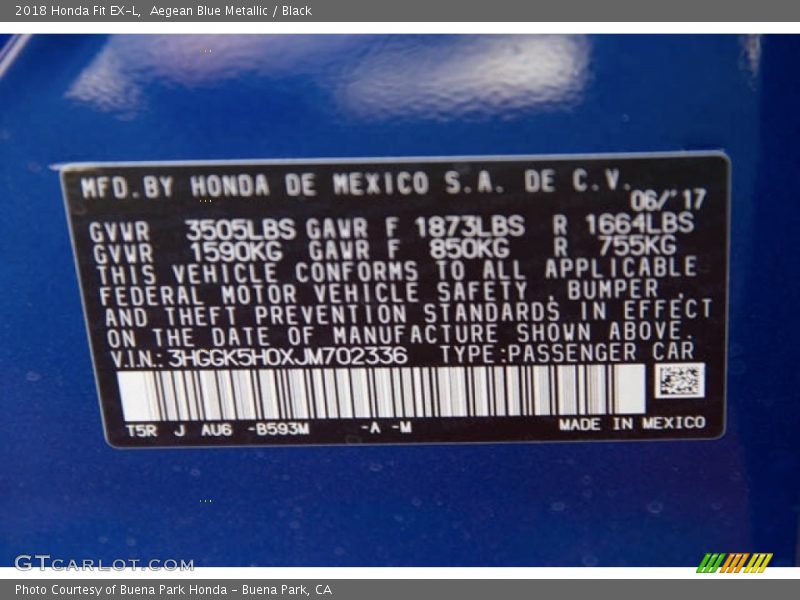 2018 Honda Fit EX-L, Aegean Blue Metallic / Black
MFD.BY HONDA DE MEXICO S.A. DE C.V.
06/'17
GVWR 3505LBS GAWR F 1873LBS R 1664LBS
GVWR 1590KG GAWR F 850KG R 755KG
THIS VEHICLE CONFORMS TO ALL APPLICABLE
FEDERAL MOTOR VEHICLE SAFETY , BUMPER ,
AND THEFT PREVENTION STANDARDS IN EFFECT
ON THE DATE OF MANUFACTURE SHOWN ABOVE.
V.IN.: 3HGGK5H0XJM702336 TYPE:PASSENGER CAR
T5R J AU6 -B593M -A -M MADE IN MEXICO
GTCARLOT.COM
Photo Courtesy of Buena Park Honda - Buena Park, CA